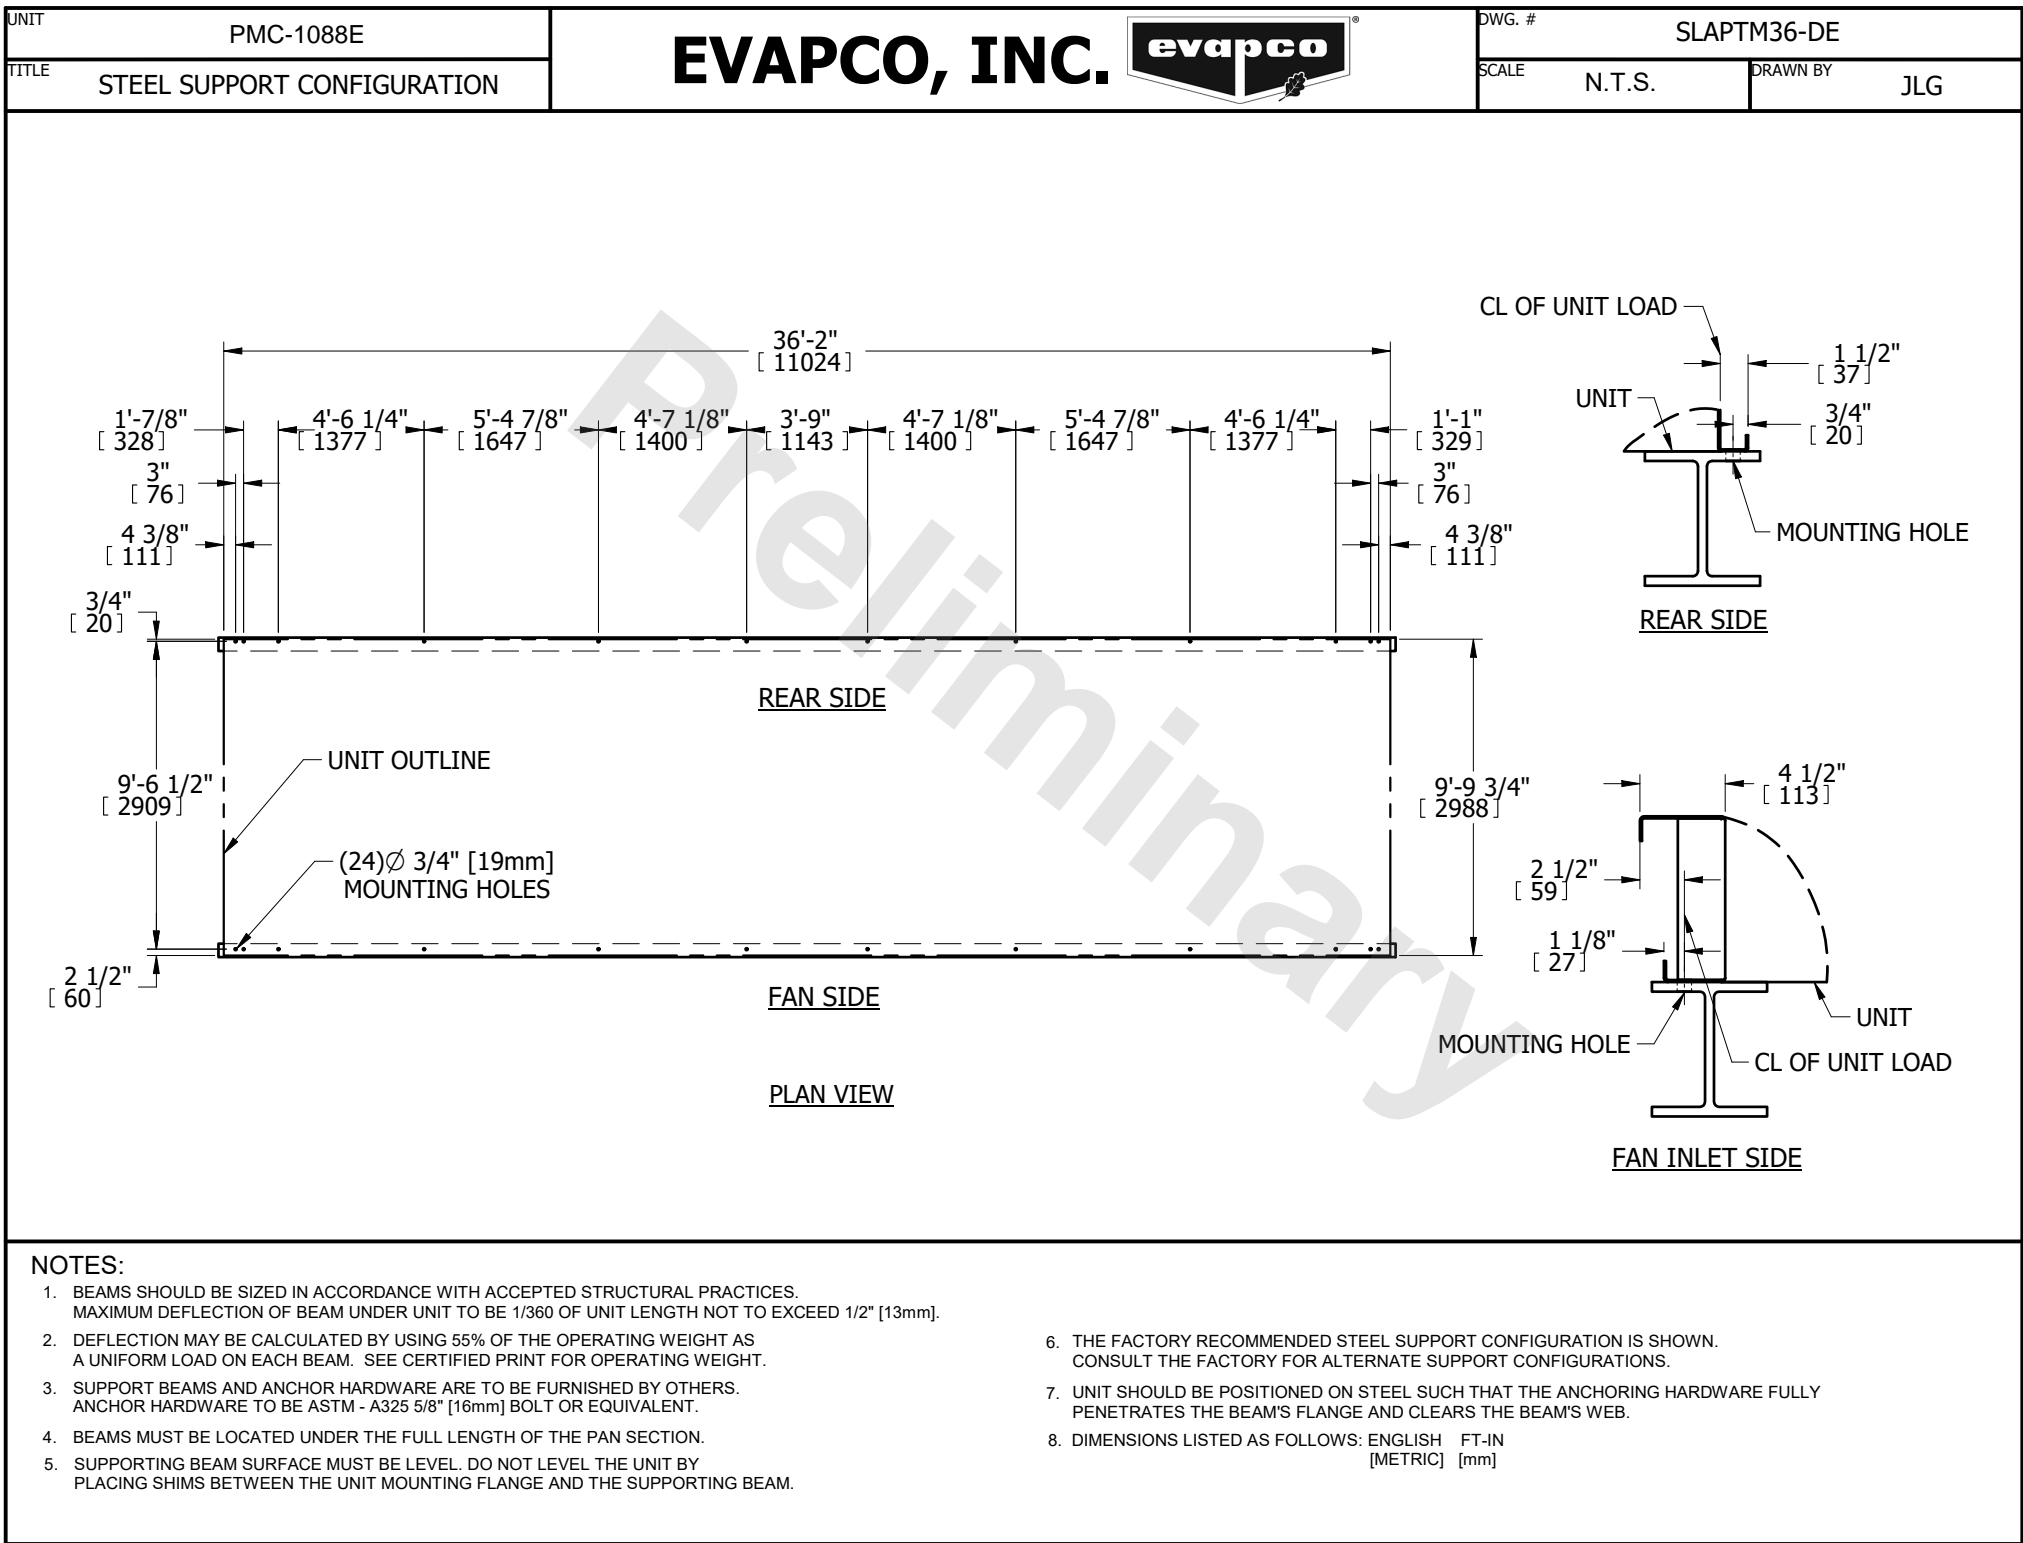 UNIT
PMC-1088E
TITLE
STEEL SUPPORT CONFIGURATION
EVAPCO, INC.
evapco
®
DWG. #
SLAPTM36-DE
SCALE
N.T.S.
DRAWN BY
JLG
Preliminary
36'-2"
[ 11024 ]
1'-7/8"
[ 328 ]
4'-6 1/4"
[ 1377 ]
5'-4 7/8"
[ 1647 ]
4'-7 1/8"
[ 1400 ]
3'-9"
[ 1143 ]
4'-7 1/8"
[ 1400 ]
5'-4 7/8"
[ 1647 ]
4'-6 1/4"
[ 1377 ]
1'-1"
[ 329 ]
3"
[ 76 ]
3"
[ 76 ]
4 3/8"
[ 111 ]
4 3/8"
[ 111 ]
3/4"
[ 20 ]
REAR SIDE
UNIT OUTLINE
9'-6 1/2"
[ 2909 ]
9'-9 3/4"
[ 2988 ]
(24)∅ 3/4" [19mm]
MOUNTING HOLES
2 1/2"
[ 60 ]
FAN SIDE
PLAN VIEW
CL OF UNIT LOAD
1 1/2"
[ 37 ]
UNIT
3/4"
[ 20 ]
MOUNTING HOLE
REAR SIDE
4 1/2"
[ 113 ]
2 1/2"
[ 59 ]
1 1/8"
[ 27 ]
UNIT
MOUNTING HOLE
CL OF UNIT LOAD
FAN INLET SIDE
NOTES:
1. BEAMS SHOULD BE SIZED IN ACCORDANCE WITH ACCEPTED STRUCTURAL PRACTICES.
MAXIMUM DEFLECTION OF BEAM UNDER UNIT TO BE 1/360 OF UNIT LENGTH NOT TO EXCEED 1/2" [13mm].
2. DEFLECTION MAY BE CALCULATED BY USING 55% OF THE OPERATING WEIGHT AS
A UNIFORM LOAD ON EACH BEAM. SEE CERTIFIED PRINT FOR OPERATING WEIGHT.
3. SUPPORT BEAMS AND ANCHOR HARDWARE ARE TO BE FURNISHED BY OTHERS.
ANCHOR HARDWARE TO BE ASTM - A325 5/8" [16mm] BOLT OR EQUIVALENT.
4. BEAMS MUST BE LOCATED UNDER THE FULL LENGTH OF THE PAN SECTION.
5. SUPPORTING BEAM SURFACE MUST BE LEVEL. DO NOT LEVEL THE UNIT BY
PLACING SHIMS BETWEEN THE UNIT MOUNTING FLANGE AND THE SUPPORTING BEAM.
6. THE FACTORY RECOMMENDED STEEL SUPPORT CONFIGURATION IS SHOWN.
CONSULT THE FACTORY FOR ALTERNATE SUPPORT CONFIGURATIONS.
7. UNIT SHOULD BE POSITIONED ON STEEL SUCH THAT THE ANCHORING HARDWARE FULLY
PENETRATES THE BEAM'S FLANGE AND CLEARS THE BEAM'S WEB.
8. DIMENSIONS LISTED AS FOLLOWS: ENGLISH FT-IN
[METRIC] [mm]